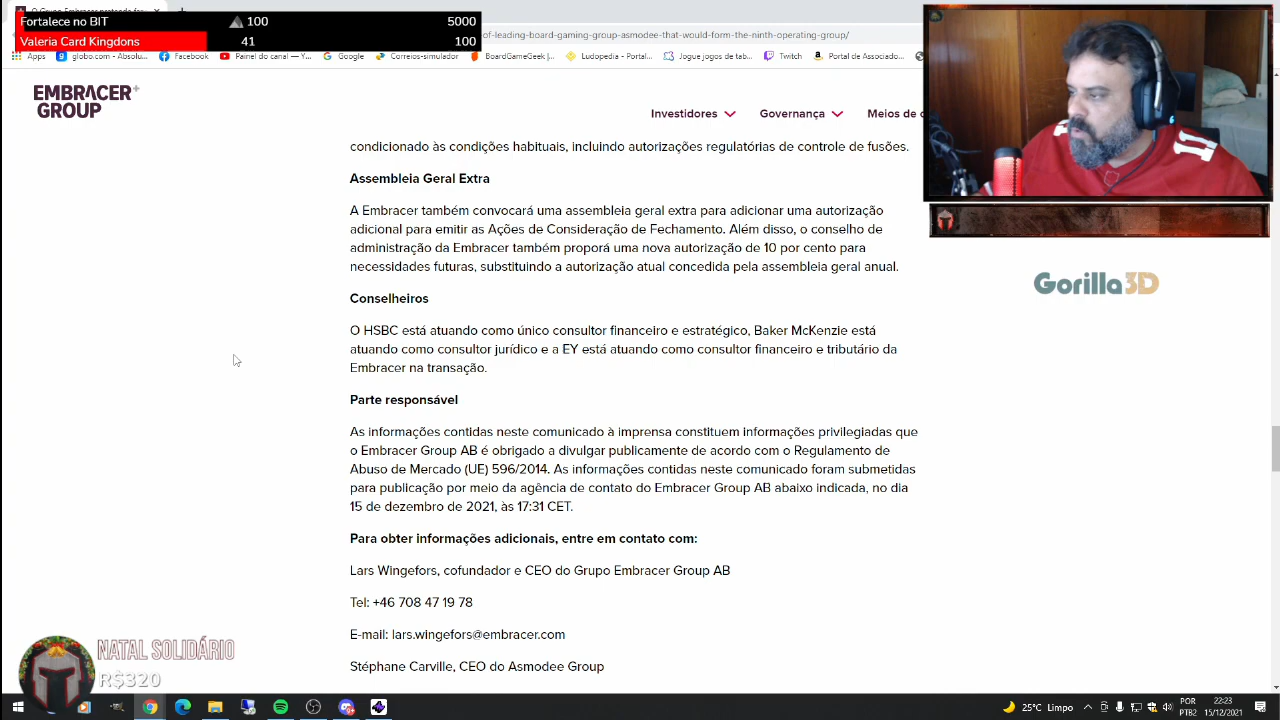 Fortalece no BIT 100 5000
Valeria Card Kingdons 41 100
of-leading-board-gaming-group-asmodee-that-would-form-the-ninth-operating-group/
Apps globo.com - Absolu... Facebook Painel do canal — Y... Google Correios-simulador BoardGameGeek |... Ludopedia - Portal... Jogue jogos de tab... Twitch Portal de Associado...
EMBRACER+
GROUP
Investidores Governança Meios de c
condicionado às condições habituais, incluindo autorizações regulatórias de controle de fusões.
Assembleia Geral Extra
A Embracer também convocará uma assembleia geral extra para adicionar uma autorização
adicional para emitir as Ações de Consideração de Fechamento. Além disso, o conselho de
administração da Embracer também proporá uma nova autorização de 10 por cento para
necessidades futuras, substituindo a autorização atual concedida pela assembleia geral anual.
Gorilla3D
Conselheiros
O HSBC está atuando como único consultor financeiro e estratégico, Baker McKenzie está
atuando como consultor jurídico e a EY está atuando como consultor financeiro e tributário da
Embracer na transação.
Parte responsável
As informações contidas neste comunicado à imprensa constituem informações privilegiadas que
o Embracer Group AB é obrigado a divulgar publicamente de acordo com o Regulamento de
Abuso de Mercado (UE) 596/2014. As informações contidas neste comunicado foram submetidas
para publicação por meio da agência de contato do Embracer Group AB abaixo indicada, no dia
15 de dezembro de 2021, às 17:31 CET.
Para obter informações adicionais, entre em contato com:
Lars Wingefors, cofundador e CEO do Grupo Embracer Group AB
Tel: +46 708 47 19 78
E-mail: lars.wingefors@embracer.com
Stéphane Carville, CEO do Asmodee Group
NATAL SOLIDÁRIO
R$320
25°C Limpo POR 22:23
PTB2 15/12/2021